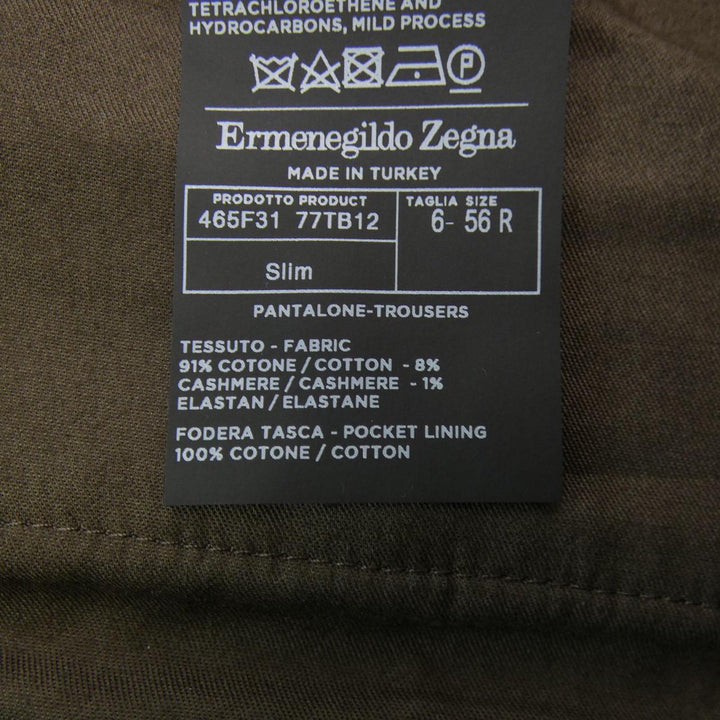 TETRACHLOROETHENE AND
HYDROCARBONS, MILD PROCESS
P
Ermenegildo Zegna
MADE IN TURKEY
PRODOTTO PRODUCT
465F31 77TB12
TAGLIA SIZE
6- 56 R
Slim
PANTALONE-TROUSERS
TESSUTO - FABRIC
91% COTONE / COTTON - 8%
CASHMERE / CASHMERE - 1%
ELASTAN / ELASTANE
FODERA TASCA - POCKET LINING
100% COTONE / COTTON